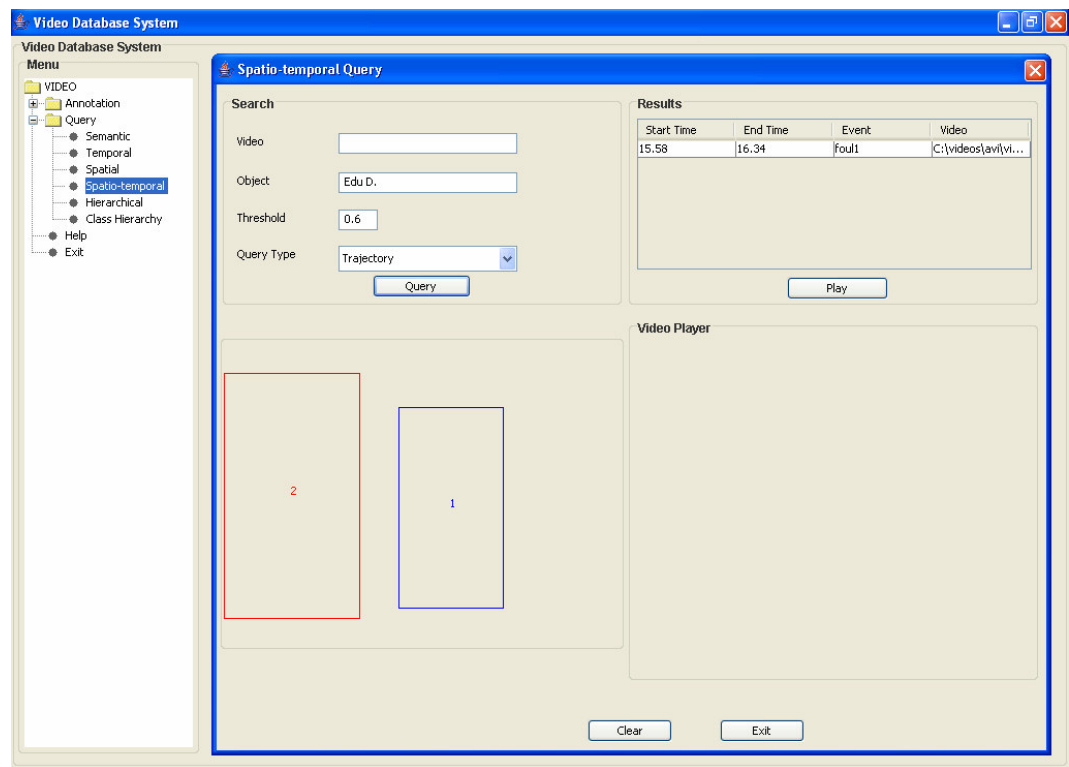 Video Database System
Video Database System
Menu
VIDEO
Annotation
Query
Semantic
Temporal
Spatial
Spatio-temporal
Hierarchical
Class Hierarchy
Help
Exit
Spatio-temporal Query
Search
Video
Object Edu D.
Threshold 0.6
Query Type Trajectory
Query
Results
Start Time End Time Event Video
15.58 16.34 foul1 C:\videos\avi\vi...
Play
2
1
Video Player
Clear Exit